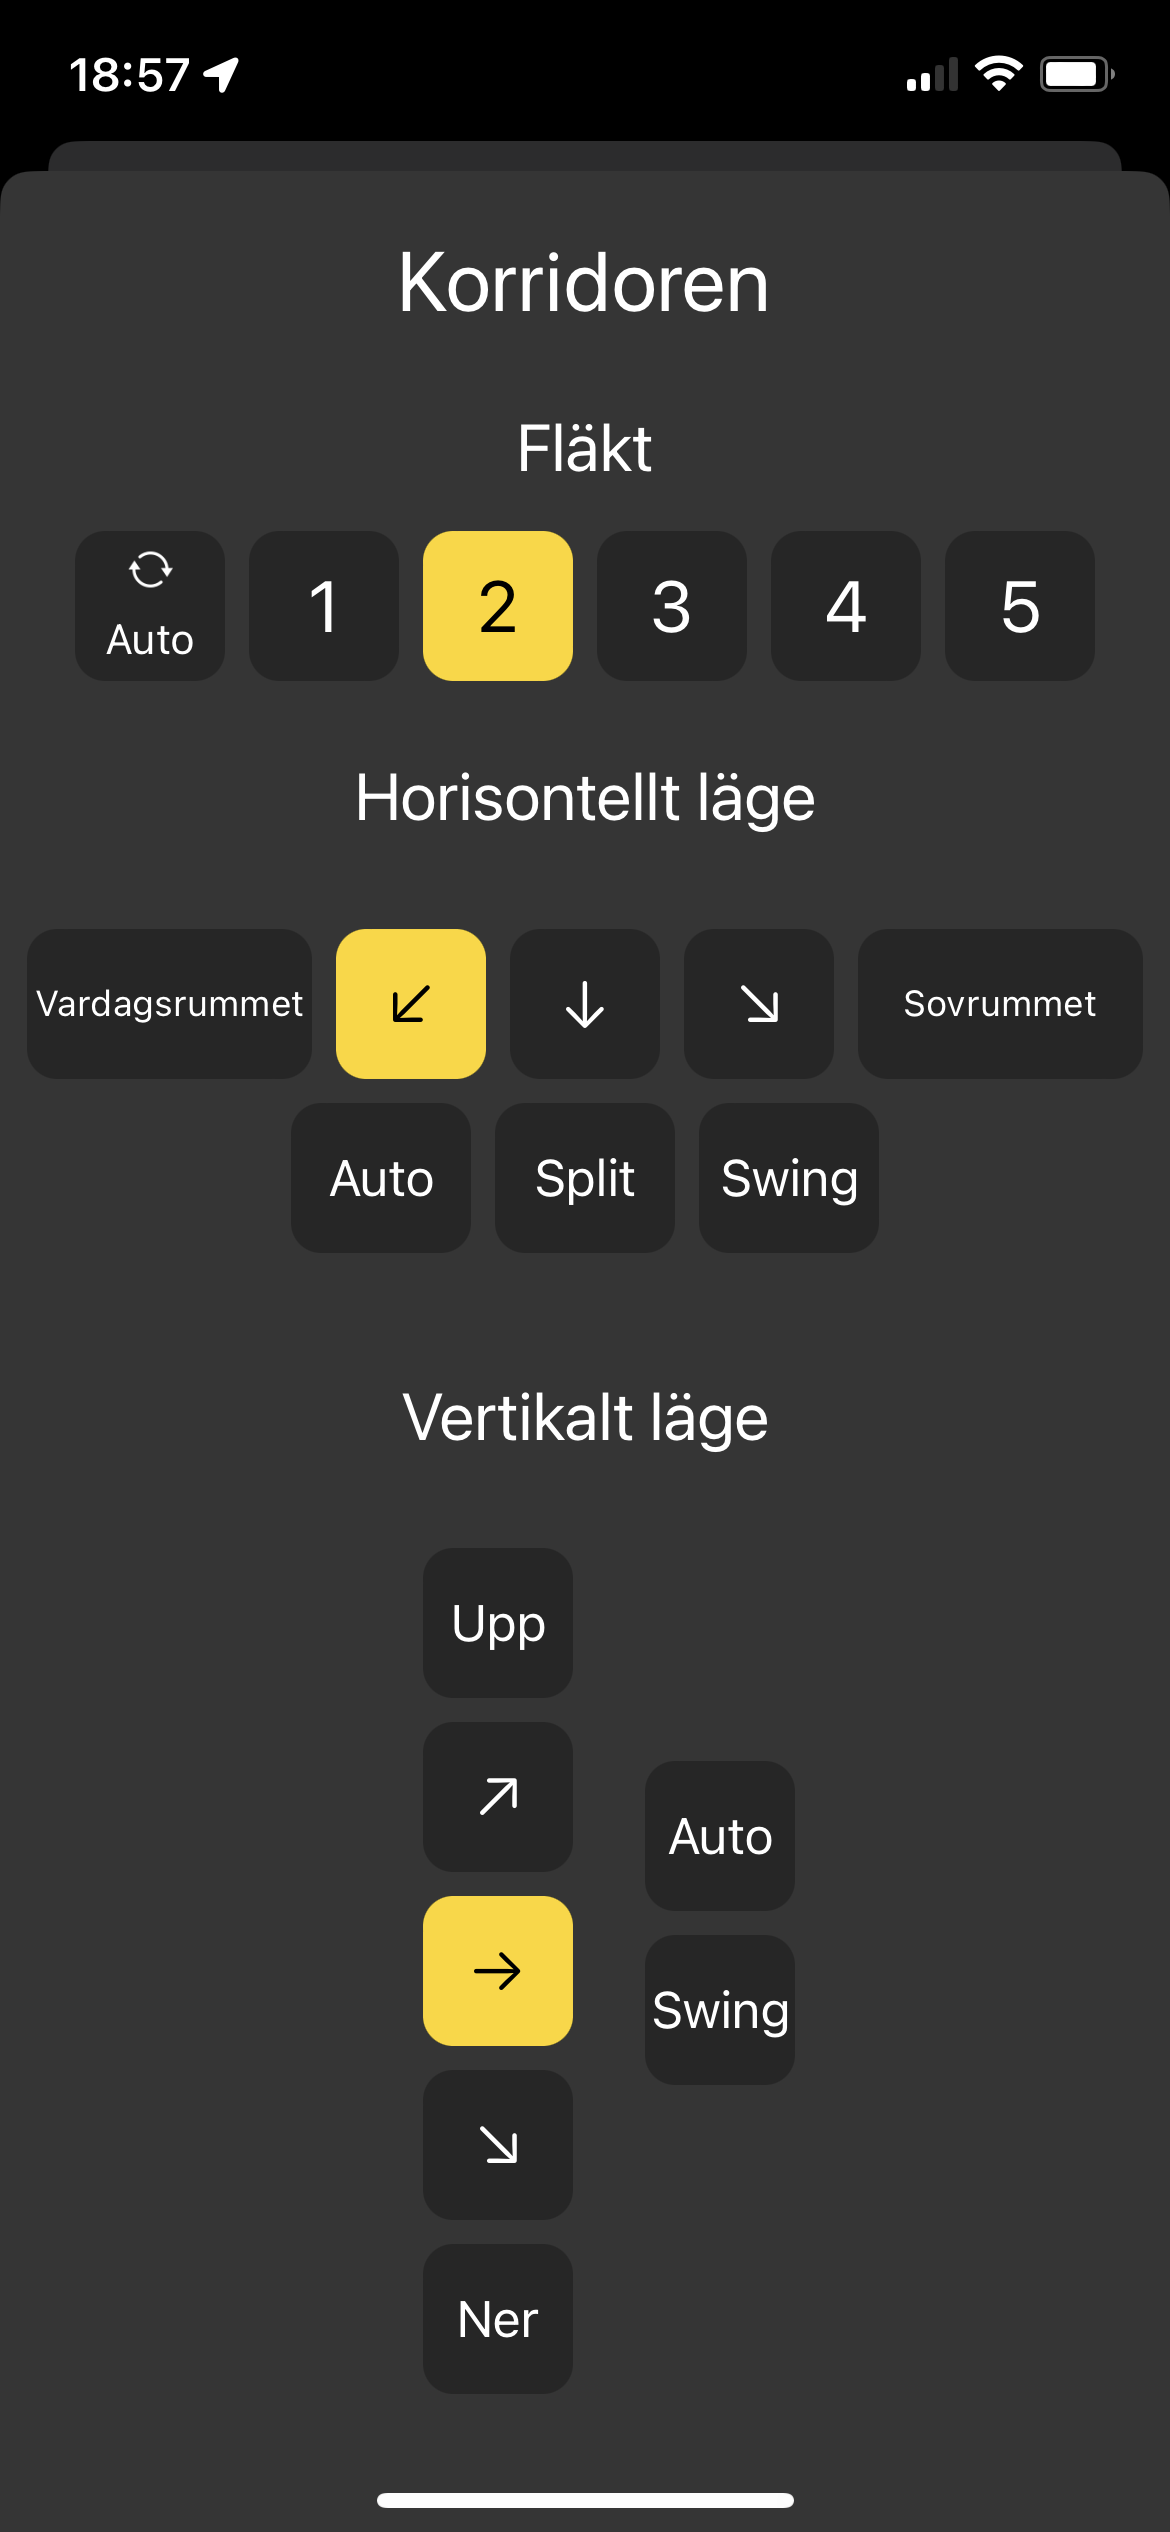 18:57
Korridoren
Fläkt
Auto 1 2 3 4 5
Horisontellt läge
Vardagsrummet Sovrummet
Auto Split Swing
Vertikalt läge
Upp
Auto
Swing
Ner